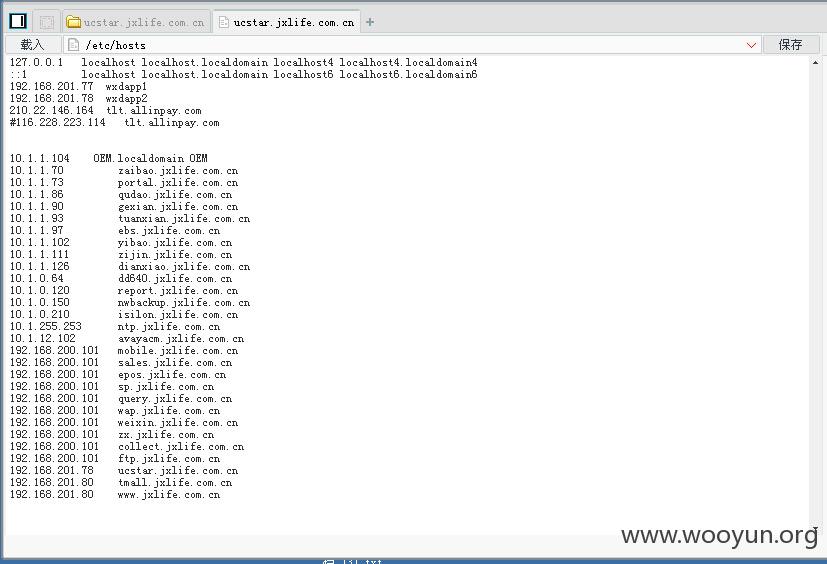 ucstar.jxlife.com.cn ucstar.jxlife.com.cn
载入 /etc/hosts 保存
127.0.0.1 localhost localhost.localdomain localhost4 localhost4.localdomain4
::1 localhost localhost.localdomain localhost6 localhost6.localdomain6
192.168.201.77 wxdapp1
192.168.201.78 wxdapp2
210.22.146.164 tlt.allinpay.com
#116.228.223.114 tlt.allinpay.com
10.1.1.104 OEM.localdomain OEM
10.1.1.70 zaibao.jxlife.com.cn
10.1.1.73 portal.jxlife.com.cn
10.1.1.86 qudao.jxlife.com.cn
10.1.1.90 gexian.jxlife.com.cn
10.1.1.93 tuanxian.jxlife.com.cn
10.1.1.97 ebs.jxlife.com.cn
10.1.1.102 yibao.jxlife.com.cn
10.1.1.111 zijin.jxlife.com.cn
10.1.1.126 dianxiao.jxlife.com.cn
10.1.0.64 dd640.jxlife.com.cn
10.1.0.120 report.jxlife.com.cn
10.1.0.150 nwbackup.jxlife.com.cn
10.1.0.210 isilon.jxlife.com.cn
10.1.255.253 ntp.jxlife.com.cn
10.1.12.102 avayacm.jxlife.com.cn
192.168.200.101 mobile.jxlife.com.cn
192.168.200.101 sales.jxlife.com.cn
192.168.200.101 epos.jxlife.com.cn
192.168.200.101 sp.jxlife.com.cn
192.168.200.101 query.jxlife.com.cn
192.168.200.101 wap.jxlife.com.cn
192.168.200.101 weixin.jxlife.com.cn
192.168.200.101 zx.jxlife.com.cn
192.168.200.101 collect.jxlife.com.cn
192.168.200.101 ftp.jxlife.com.cn
192.168.201.78 ucstar.jxlife.com.cn
192.168.201.80 tmall.jxlife.com.cn
192.168.201.80 www.jxlife.com.cn
www.wooyun.org